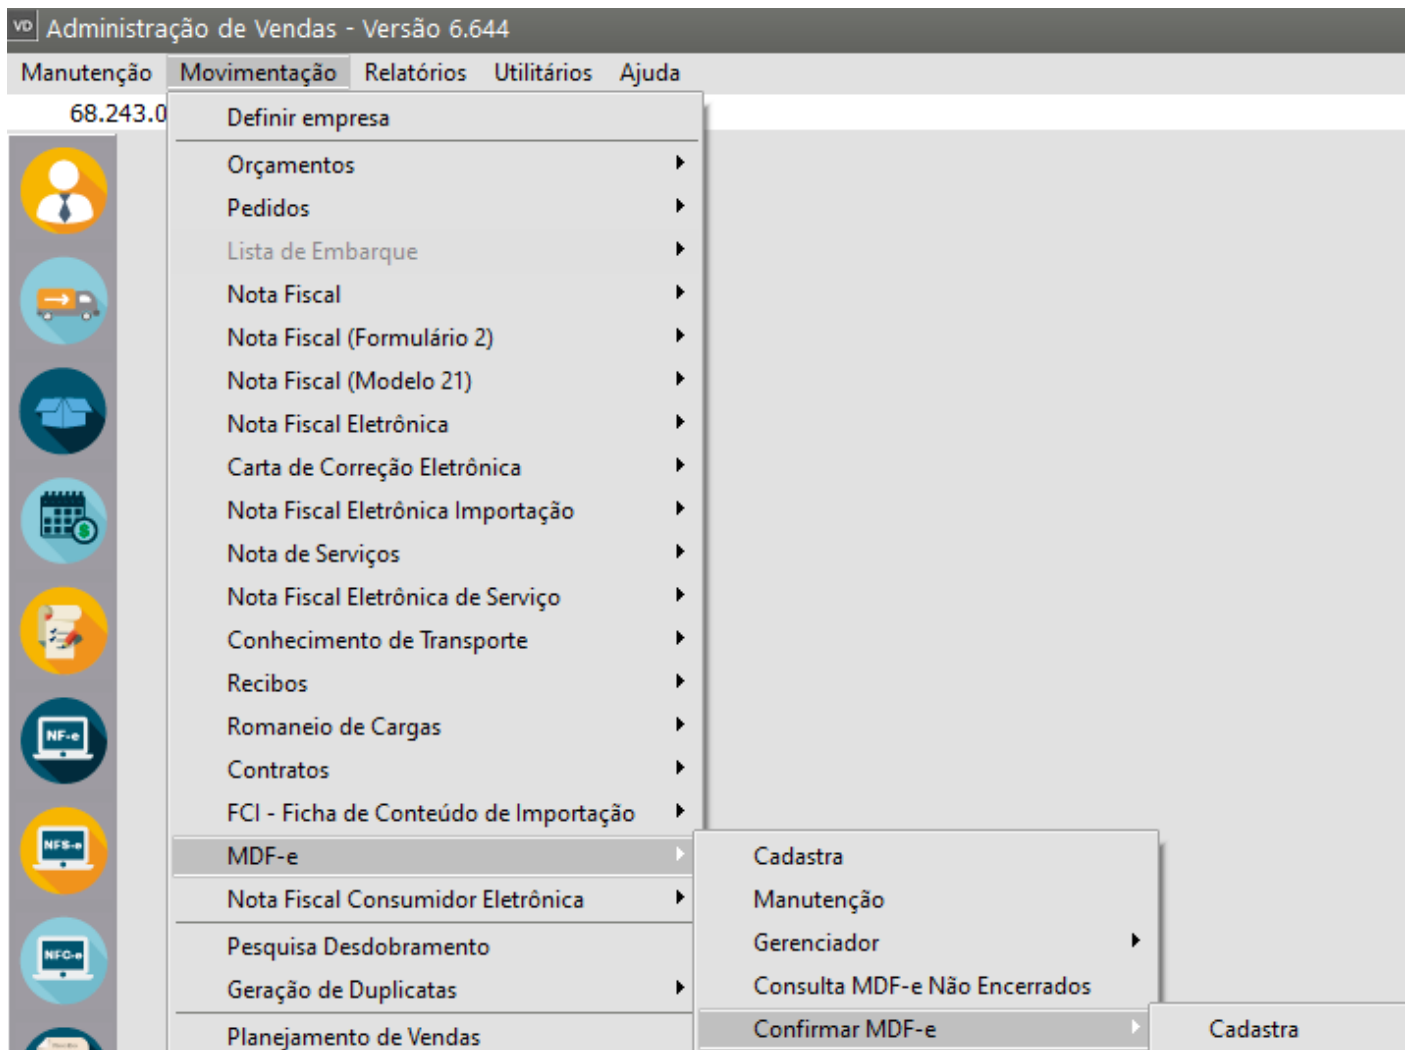 VD Administração de Vendas - Versão 6.644
Manutenção Movimentação Relatórios Utilitários Ajuda
68.243.0
Definir empresa
Orçamentos
Pedidos
Lista de Embarque
Nota Fiscal
Nota Fiscal (Formulário 2)
Nota Fiscal (Modelo 21)
Nota Fiscal Eletrônica
Carta de Correção Eletrônica
Nota Fiscal Eletrônica Importação
Nota de Serviços
Nota Fiscal Eletrônica de Serviço
Conhecimento de Transporte
Recibos
Romaneio de Cargas
NF-e
Contratos
FCI - Ficha de Conteúdo de Importação
NFS-e
MDF-e
Cadastra
Nota Fiscal Consumidor Eletrônica
Manutenção
Pesquisa Desdobramento
Gerenciador
NFC-e
Geração de Duplicatas
Consulta MDF-e Não Encerrados
Planejamento de Vendas
Confirmar MDF-e
Cadastra